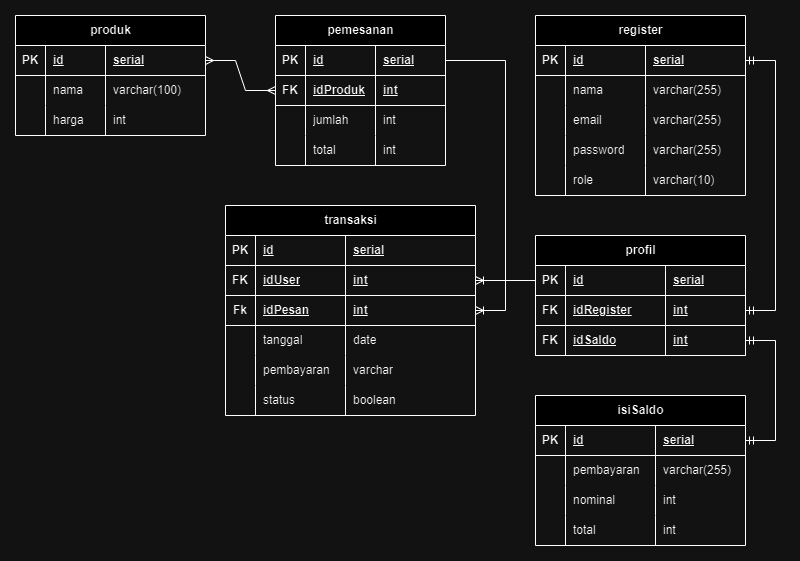 produk
PK id serial
nama varchar(100)
harga int
pemesanan
PK id serial
FK idProduk int
jumlah int
total int
register
PK id serial
nama varchar(255)
email varchar(255)
password varchar(255)
role varchar(10)
transaksi
PK id serial
FK idUser int
Fk idPesan int
tanggal date
pembayaran varchar
status boolean
profil
PK id serial
FK idRegister int
FK idSaldo int
isiSaldo
PK id serial
pembayaran varchar(255)
nominal int
total int